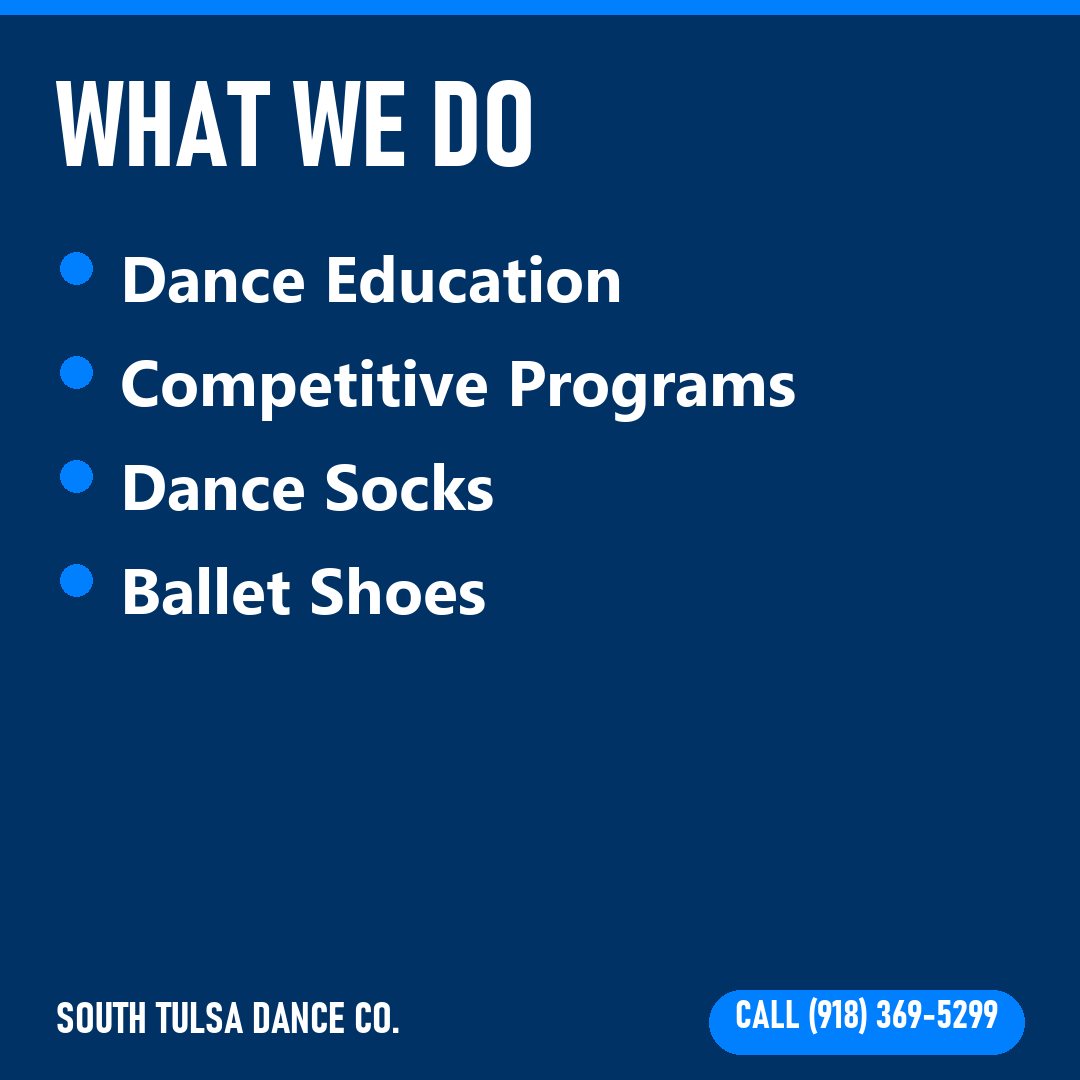 WHAT WE DO
Dance Education
Competitive Programs
Dance Socks
Ballet Shoes
SOUTH TULSA DANCE CO.
CALL (918) 369-5299